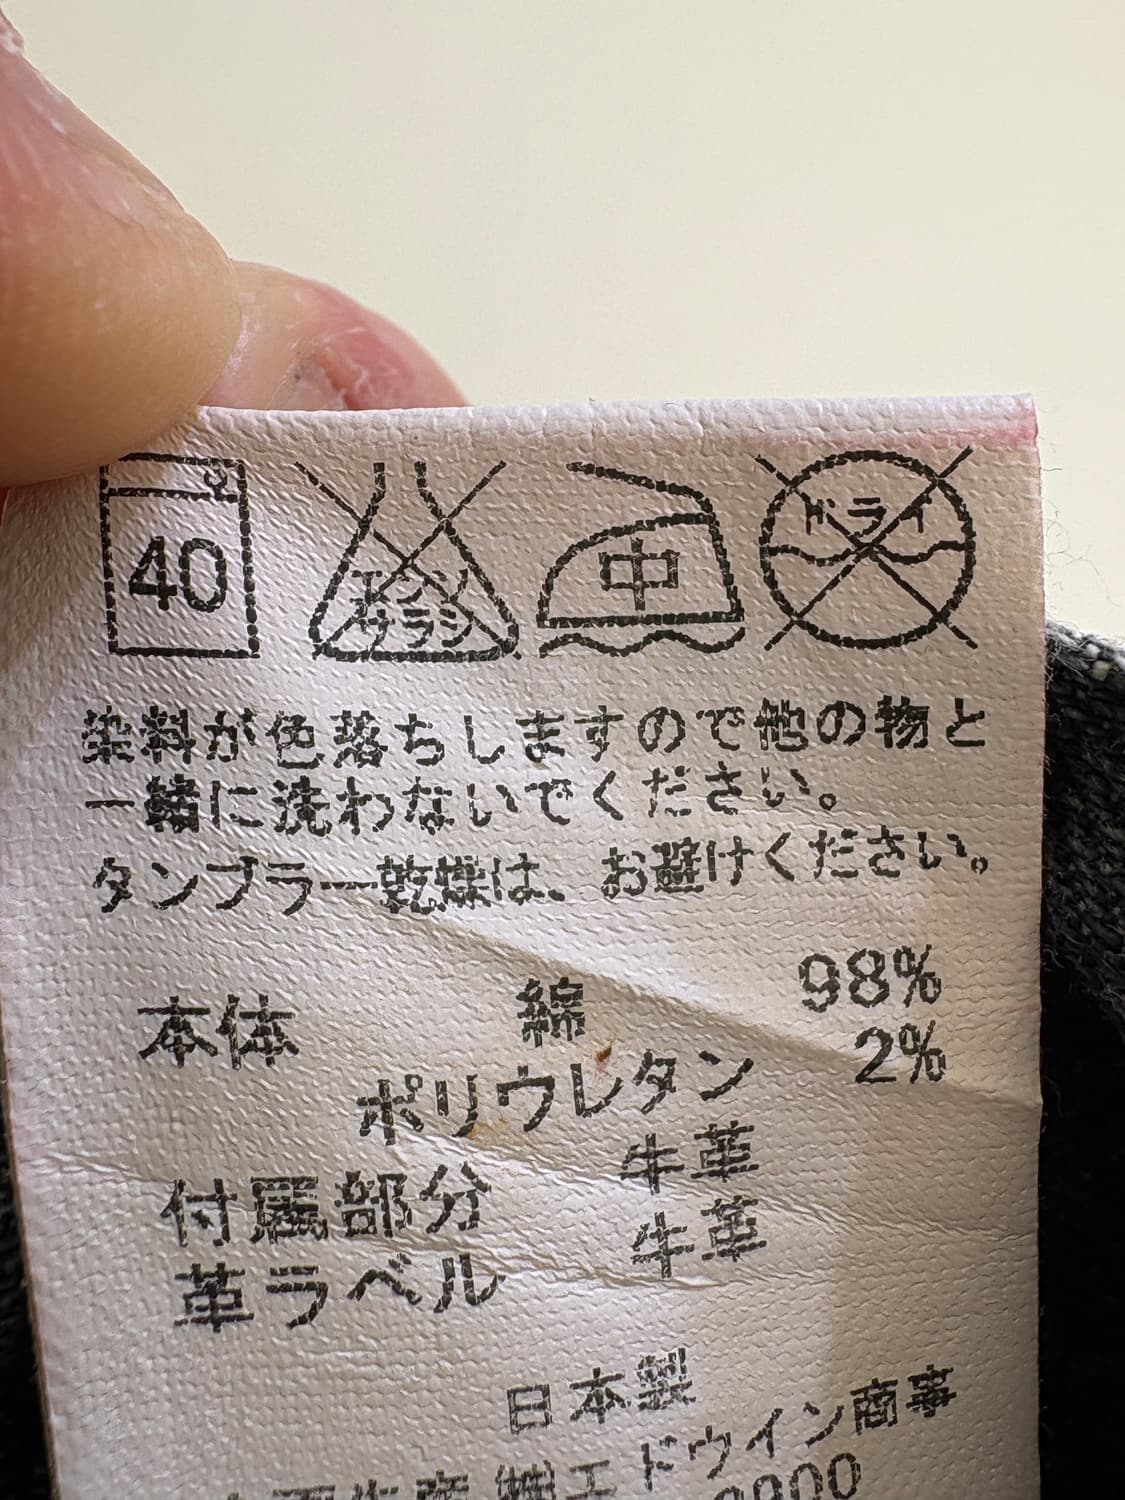 40 エンソサラシ 中 ドライ
染料が色落ちしますので他の物と
一緒に洗わないでください。
タンブラー乾燥は、お避けください。
本体 綿 98%
ポリウレタン 2%
付属部分 牛革
革ラベル 牛革
日本製
生産 ㈱エドウイン商事